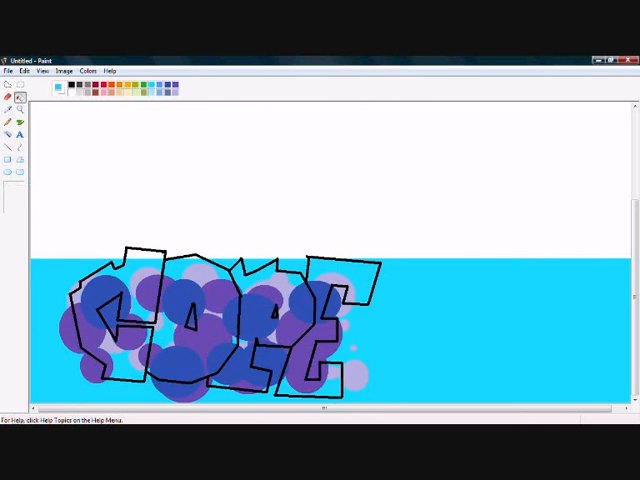 Untitled - Paint
File Edit View Image Colors Help
A
For Help, click Help Topics on the Help Menu.